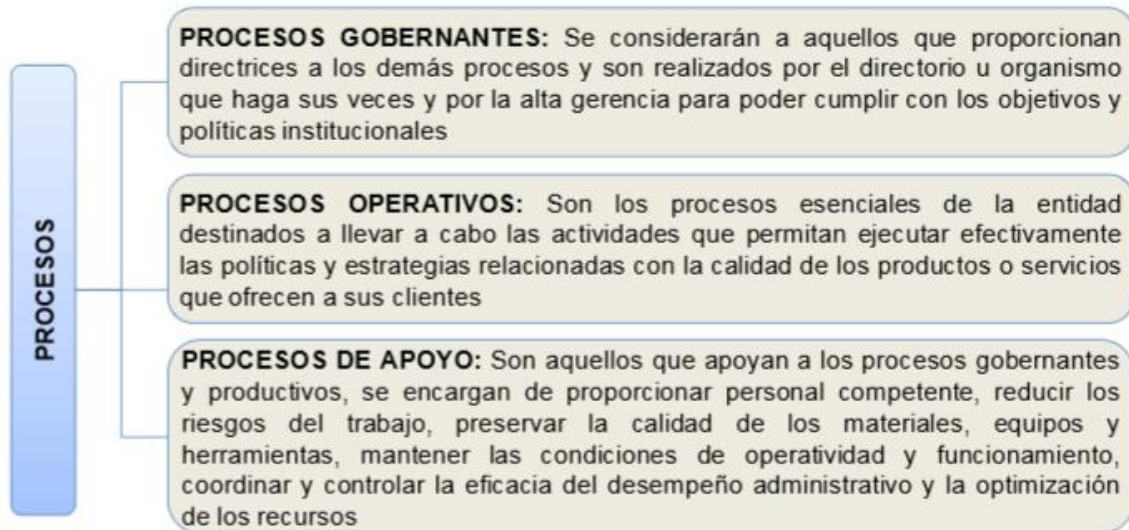 PROCESOS
PROCESOS GOBERNANTES: Se considerarán a aquellos que proporcionan
directrices a los demás procesos y son realizados por el directorio u organismo
que haga sus veces y por la alta gerencia para poder cumplir con los objetivos y
políticas institucionales
PROCESOS OPERATIVOS: Son los procesos esenciales de la entidad
destinados a llevar a cabo las actividades que permitan ejecutar efectivamente
las políticas y estrategias relacionadas con la calidad de los productos o servicios
que ofrecen a sus clientes
PROCESOS DE APOYO: Son aquellos que apoyan a los procesos gobernantes
y productivos, se encargan de proporcionar personal competente, reducir los
riesgos del trabajo, preservar la calidad de los materiales, equipos y
herramientas, mantener las condiciones de operatividad y funcionamiento,
coordinar y controlar la eficacia del desempeño administrativo y la optimización
de los recursos